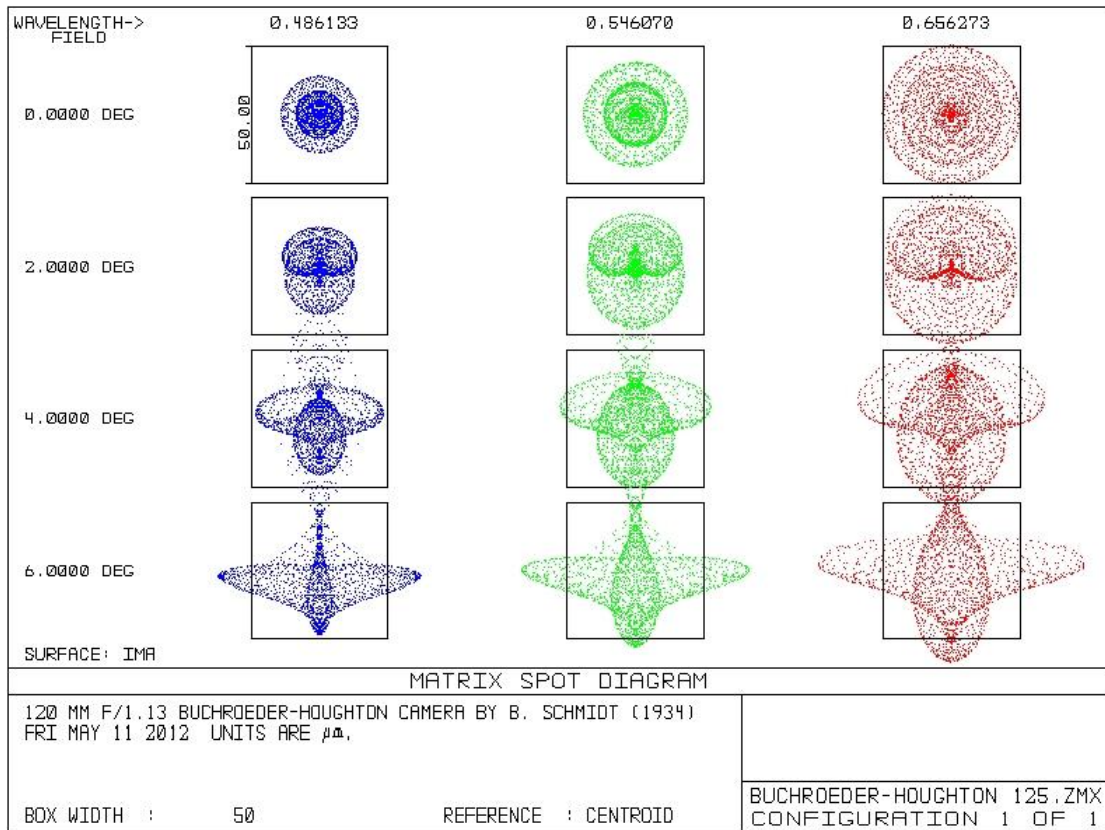 WAVELENGTH-> 0.486133 0.546070 0.656273
FIELD
0.0000 DEG
50.00
2.0000 DEG
4.0000 DEG
6.0000 DEG
SURFACE: IMA
MATRIX SPOT DIAGRAM
120 MM F/1.13 BUCHROEDER-HOUGHTON CAMERA BY B. SCHMIDT (1934)
FRI MAY 11 2012 UNITS ARE µm.
BOX WIDTH : 50 REFERENCE : CENTROID
BUCHROEDER-HOUGHTON 125.ZMX
CONFIGURATION 1 OF 1